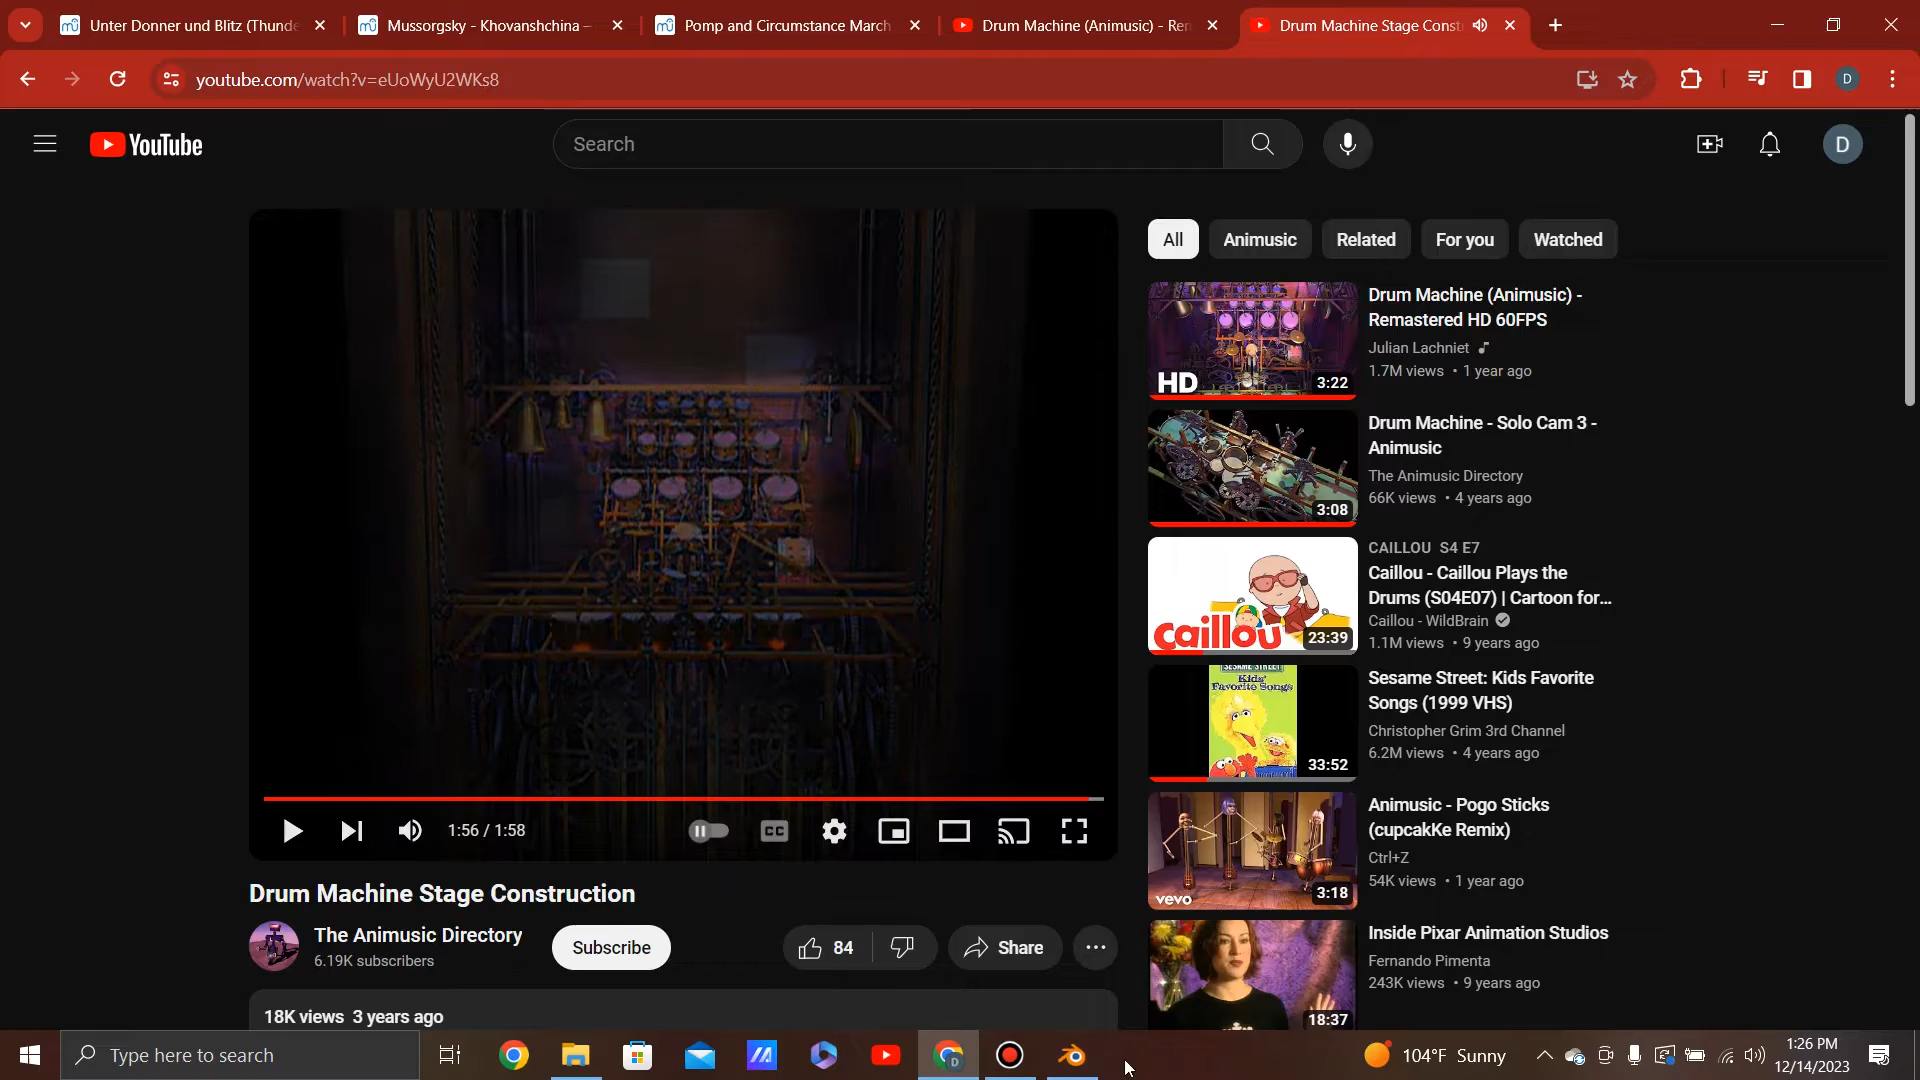 Unter Donner und Blitz (Thunde
Mussorgsky - Khovanshchina –
Pomp and Circumstance March
Drum Machine (Animusic) - Rem
Drum Machine Stage Const
youtube.com/watch?v=eUoWyU2WKs8
D
YouTube
Search
D
All
Animusic
Related
For you
Watched
HD
3:22
Drum Machine (Animusic) -
Remastered HD 60FPS
Julian Lachniet
1.7M views • 1 year ago
3:08
Drum Machine - Solo Cam 3 -
Animusic
The Animusic Directory
66K views • 4 years ago
caillou
23:39
CAILLOU S4 E7
Caillou - Caillou Plays the
Drums (S04E07) | Cartoon for...
Caillou - WildBrain
1.1M views • 9 years ago
SESAME STREET
Kids'
Favorite Songs
33:52
Sesame Street: Kids Favorite
Songs (1999 VHS)
Christopher Grim 3rd Channel
6.2M views • 4 years ago
vevo
3:18
Animusic - Pogo Sticks
(cupcakKe Remix)
Ctrl+Z
54K views • 1 year ago
18:37
Inside Pixar Animation Studios
Fernando Pimenta
243K views • 9 years ago
1:56 / 1:58
CC
Drum Machine Stage Construction
The Animusic Directory
6.19K subscribers
Subscribe
84
Share
18K views 3 years ago
Type here to search
D
104°F Sunny
1:26 PM
12/14/2023